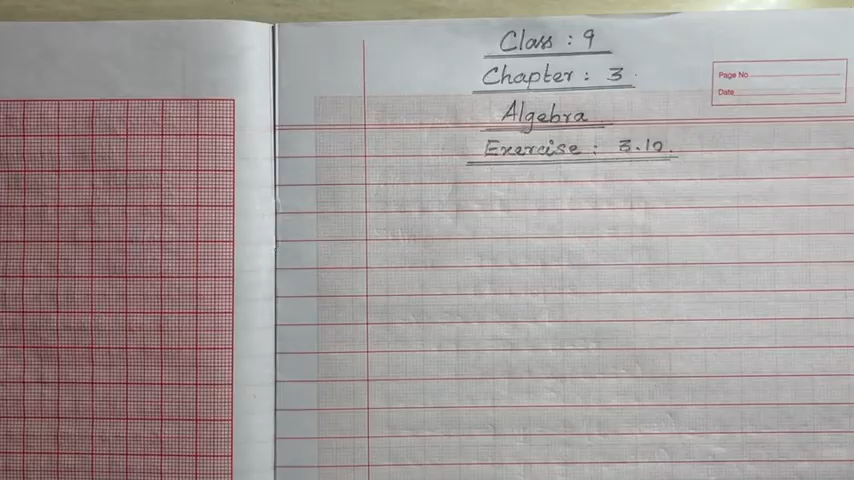 Class : 9
Chapter : 3
Page No
Date
Algebra
Exercise : 3.10.